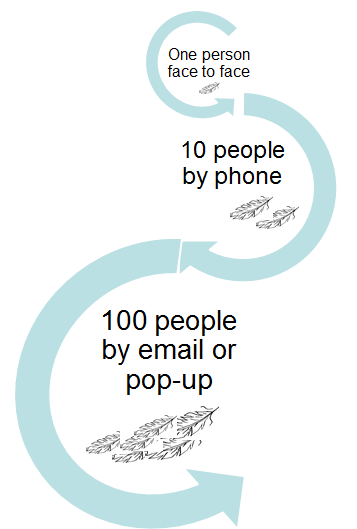 One person
face to face
10 people
by phone
100 people
by email or
pop-up